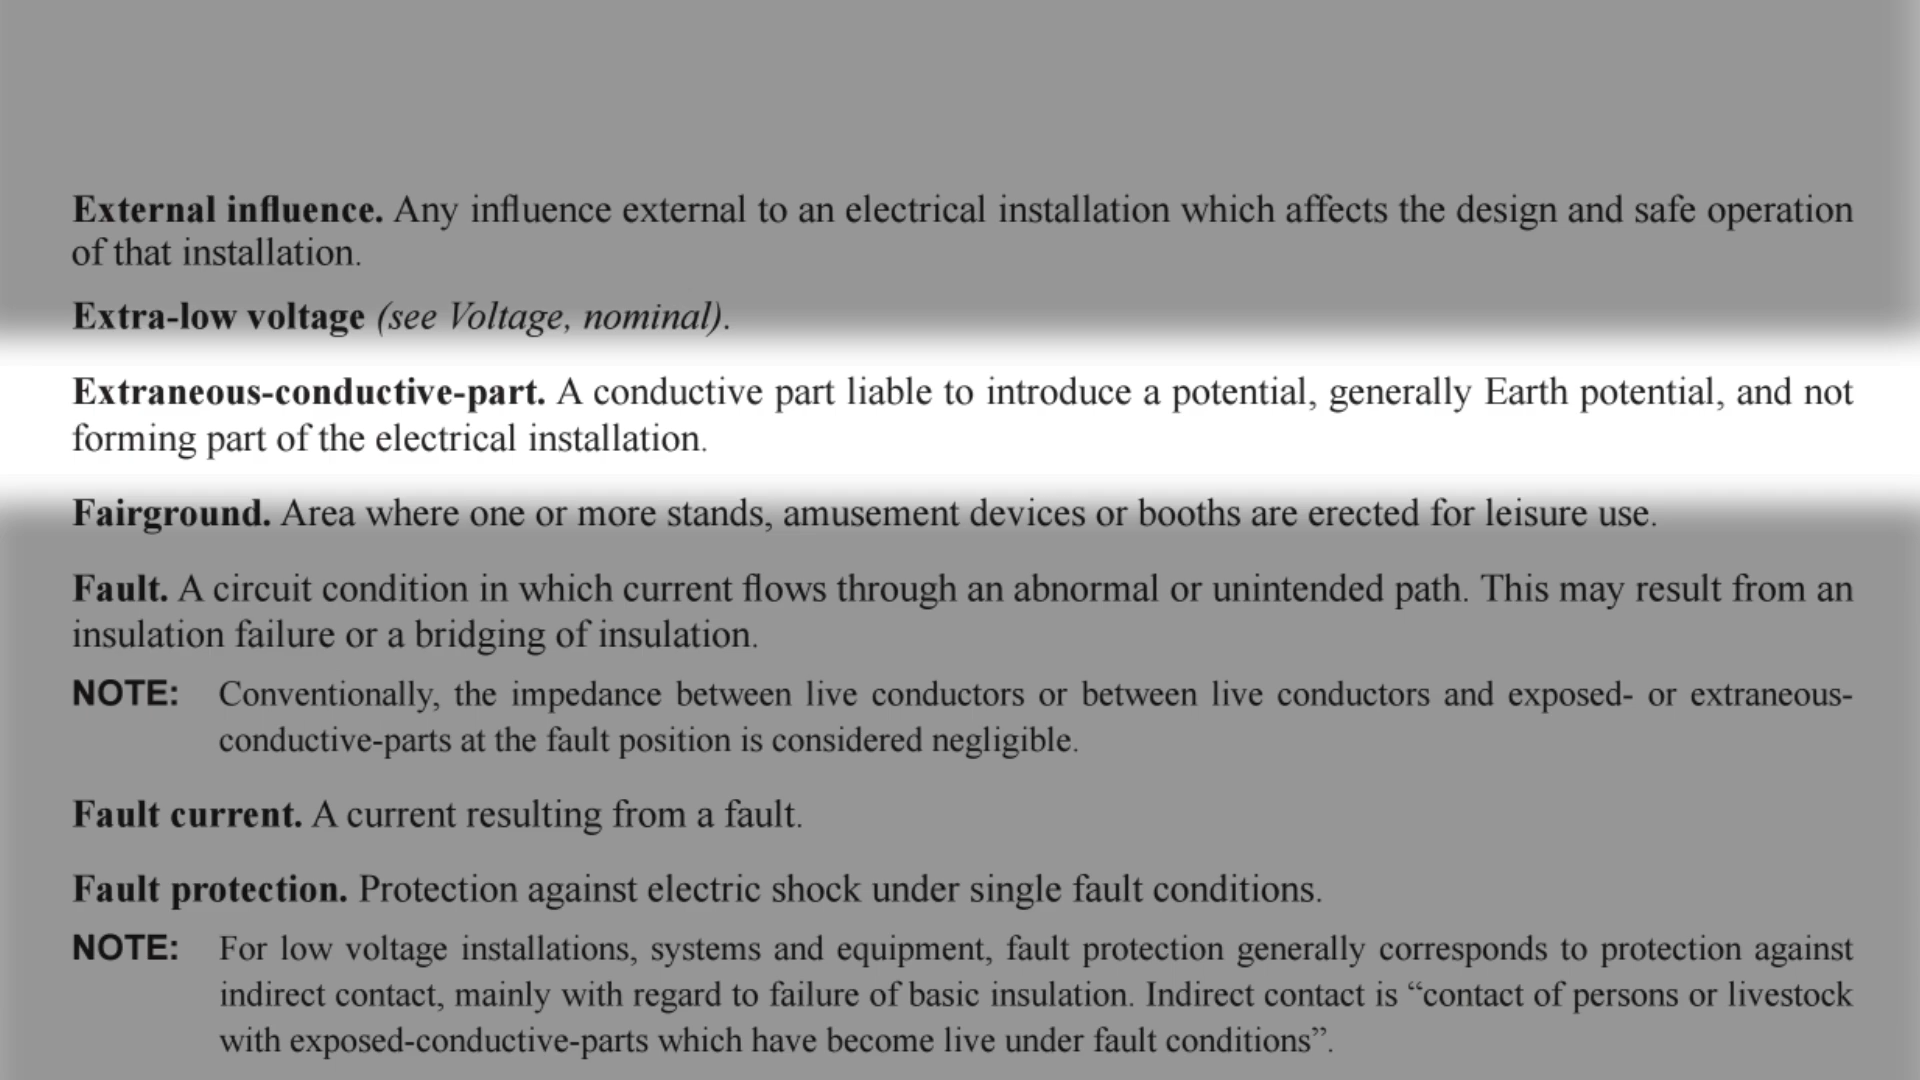 External influence. Any influence external to an electrical installation which affects the design and safe operation
of that installation.
Extra-low voltage (see Voltage, nominal).
Extraneous-conductive-part. A conductive part liable to introduce a potential, generally Earth potential, and not
forming part of the electrical installation.
Fairground. Area where one or more stands, amusement devices or booths are erected for leisure use.
Fault. A circuit condition in which current flows through an abnormal or unintended path. This may result from an
insulation failure or a bridging of insulation.
NOTE: Conventionally, the impedance between live conductors or between live conductors and exposed- or extraneous-
conductive-parts at the fault position is considered negligible.
Fault current. A current resulting from a fault.
Fault protection. Protection against electric shock under single fault conditions.
NOTE: For low voltage installations, systems and equipment, fault protection generally corresponds to protection against
indirect contact, mainly with regard to failure of basic insulation. Indirect contact is “contact of persons or livestock
with exposed-conductive-parts which have become live under fault conditions”.